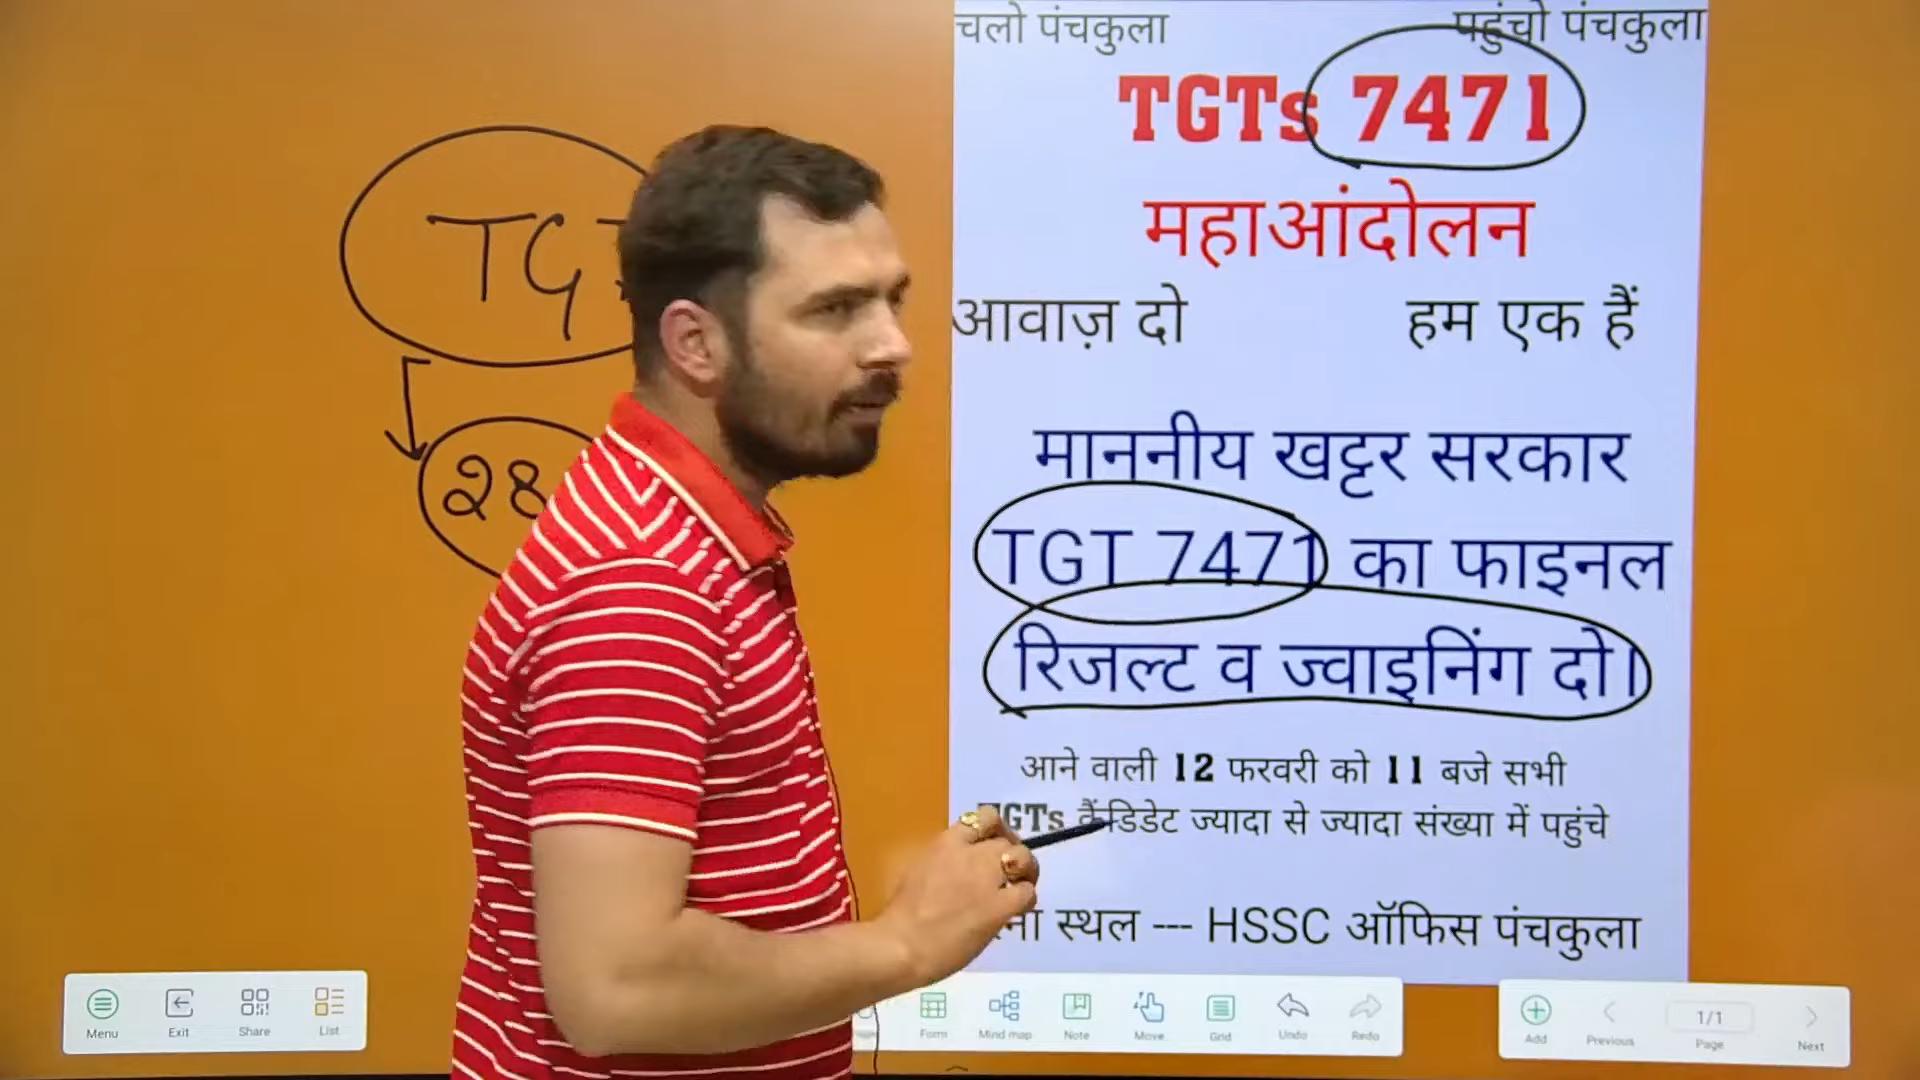 चलो पंचकुला पहुंचो पंचकुला
TGTs 7471
महाआंदोलन
आवाज़ दो हम एक हैं
माननीय खट्टर सरकार
TGT 7471 का फाइनल
रिजल्ट व ज्वाइनिंग दो।
आने वाली 12 फरवरी को 11 बजे सभी
TGTs कैंडिडेट ज्यादा से ज्यादा संख्या में पहुंचे
स्थल --- HSSC ऑफिस पंचकुला
TG
28
Menu Exit Share List
Form Mind map Note Move Grid Undo Redo
Add Previous 1/1 Page Next